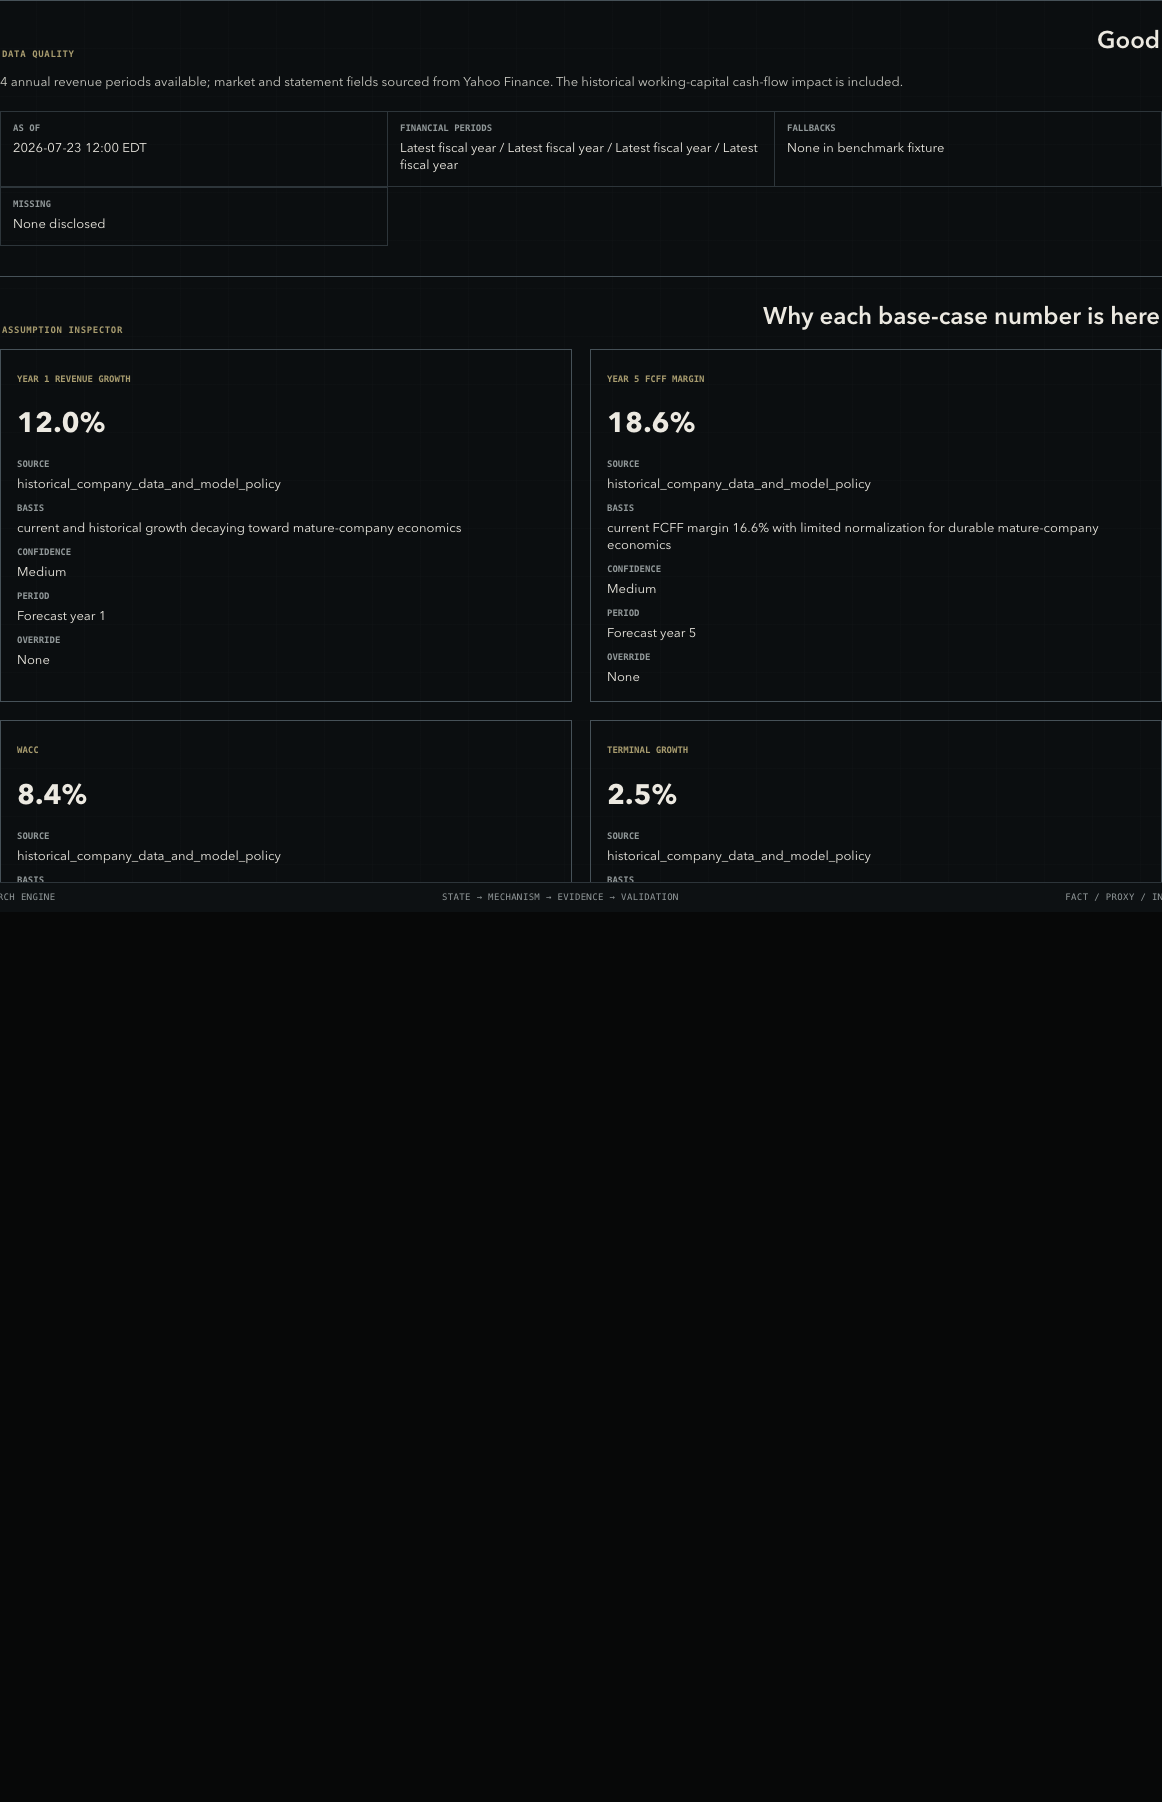 Good
DATA QUALITY
4 annual revenue periods available; market and statement fields sourced from Yahoo Finance. The historical working-capital cash-flow impact is included.
AS OF
2026-07-23 12:00 EDT
FINANCIAL PERIODS
Latest fiscal year / Latest fiscal year / Latest fiscal year / Latest
fiscal year
FALLBACKS
None in benchmark fixture
MISSING
None disclosed
Why each base-case number is here
ASSUMPTION INSPECTOR
YEAR 1 REVENUE GROWTH
12.0%
SOURCE
historical_company_data_and_model_policy
BASIS
current and historical growth decaying toward mature-company economics
CONFIDENCE
Medium
PERIOD
Forecast year 1
OVERRIDE
None
YEAR 5 FCFF MARGIN
18.6%
SOURCE
historical_company_data_and_model_policy
BASIS
current FCFF margin 16.6% with limited normalization for durable mature-company
economics
CONFIDENCE
Medium
PERIOD
Forecast year 5
OVERRIDE
None
WACC
8.4%
SOURCE
historical_company_data_and_model_policy
BASIS
TERMINAL GROWTH
2.5%
SOURCE
historical_company_data_and_model_policy
BASIS
RCH ENGINE
STATE → MECHANISM → EVIDENCE → VALIDATION
FACT / PROXY / IN